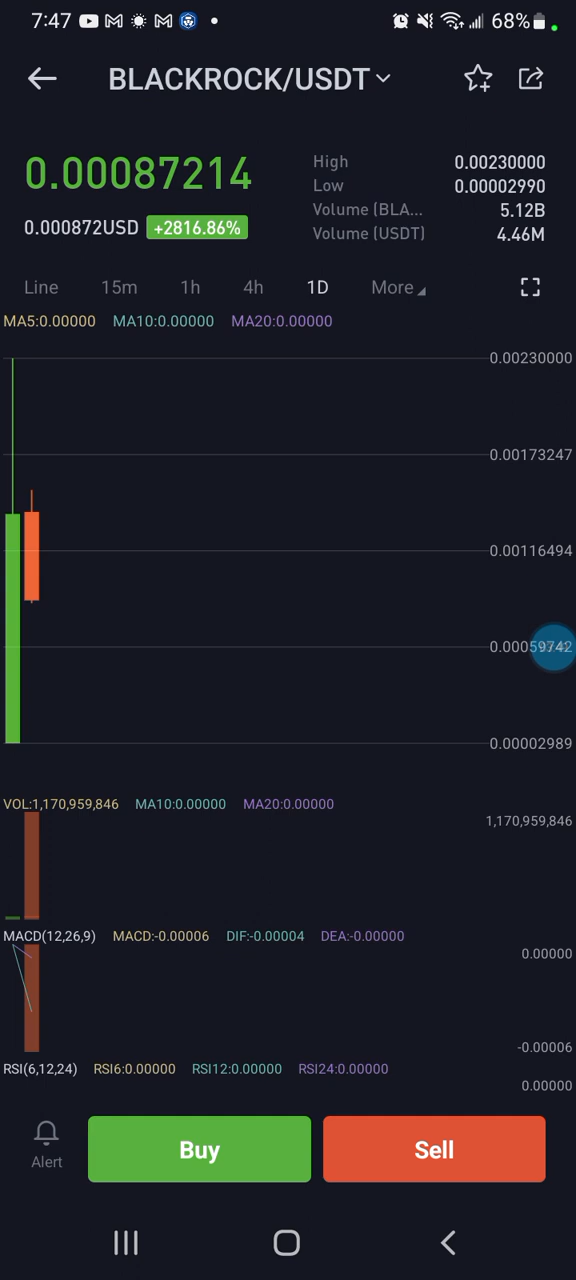 7:47 68%
BLACKROCK/USDT
0.00087214
High 0.00230000
Low 0.00002990
0.000872USD +2816.86%
Volume (BLA... 5.12B
Volume (USDT) 4.46M
Line 15m 1h 4h 1D More
MA5:0.00000 MA10:0.00000 MA20:0.00000
0.00230000
0.00173247
0.00116494
0.00059742
0.00002989
VOL:1,170,959,846 MA10:0.00000 MA20:0.00000
1,170,959,846
MACD(12,26,9) MACD:-0.00006 DIF:-0.00004 DEA:-0.00000
0.00000
-0.00006
RSI(6,12,24) RSI6:0.00000 RSI12:0.00000 RSI24:0.00000
0.00000
Alert
Buy
Sell